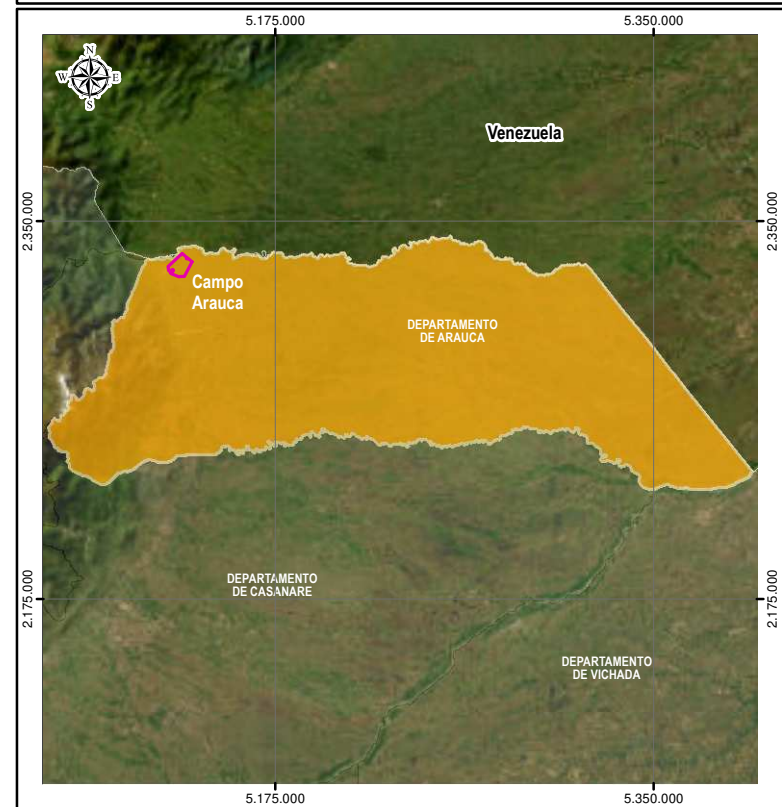 5.175.000
5.350.000
N
W
E
S
Venezuela
2.350.000
2.350.000
Campo
Arauca
DEPARTAMENTO
DE ARAUCA
DEPARTAMENTO
DE CASANARE
2.175.000
2.175.000
DEPARTAMENTO
DE VICHADA
5.175.000
5.350.000